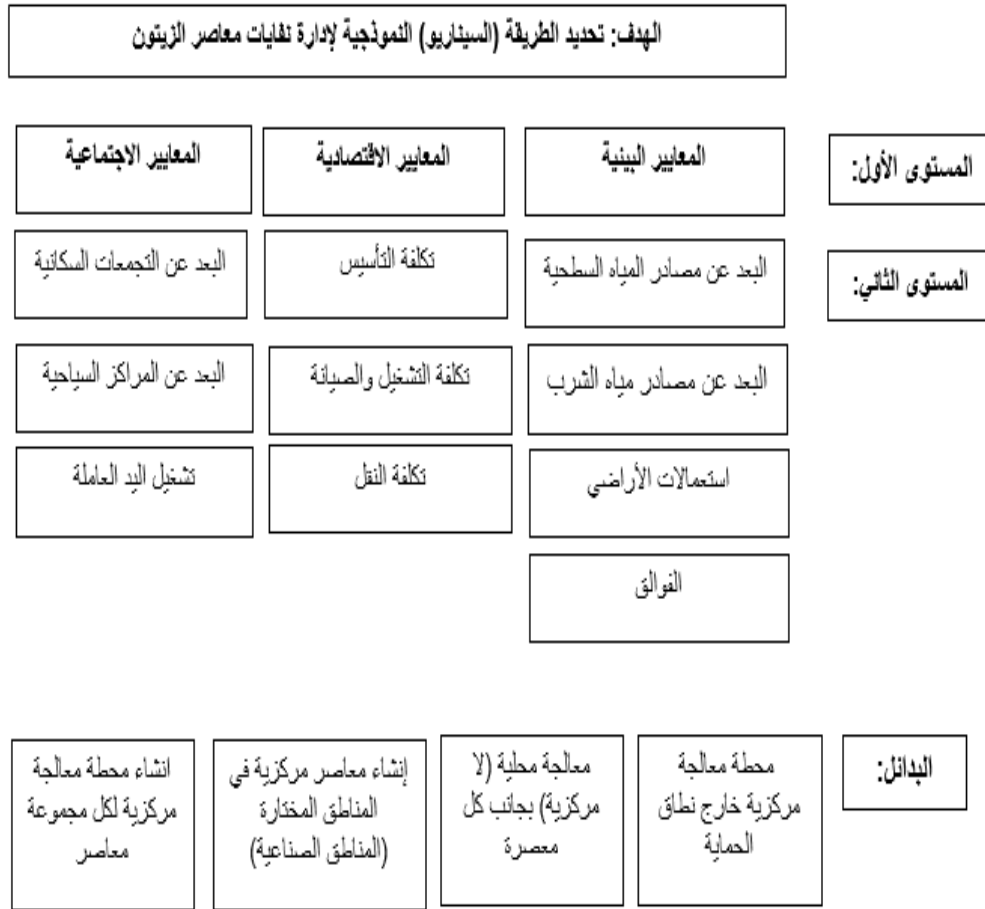 الهدف: تحديد الطريقة (السيناريو) النموذجية لإدارة نفايات معاصر الزيتون
المستوى الأول:
المعايير البيئية
المعايير الاقتصادية
المعايير الاجتماعية
المستوى الثاني:
البعد عن مصادر المياه السطحية
تكلفة التأسيس
البعد عن التجمعات السكانية
البعد عن مصادر مياه الشرب
تكلفة التشغيل والصيانة
البعد عن المراكز السياحية
استعمالات الأراضي
تكلفة النقل
تشغيل اليد العاملة
الفوالق
البدائل:
محطة معالجة
مركزية خارج نطاق
الحماية
معالجة محلية (لا
مركزية) بجانب كل
معصرة
إنشاء معاصر مركزية في
المناطق المختارة
(المناطق الصناعية)
انشاء محطة معالجة
مركزية لكل مجموعة
معاصر